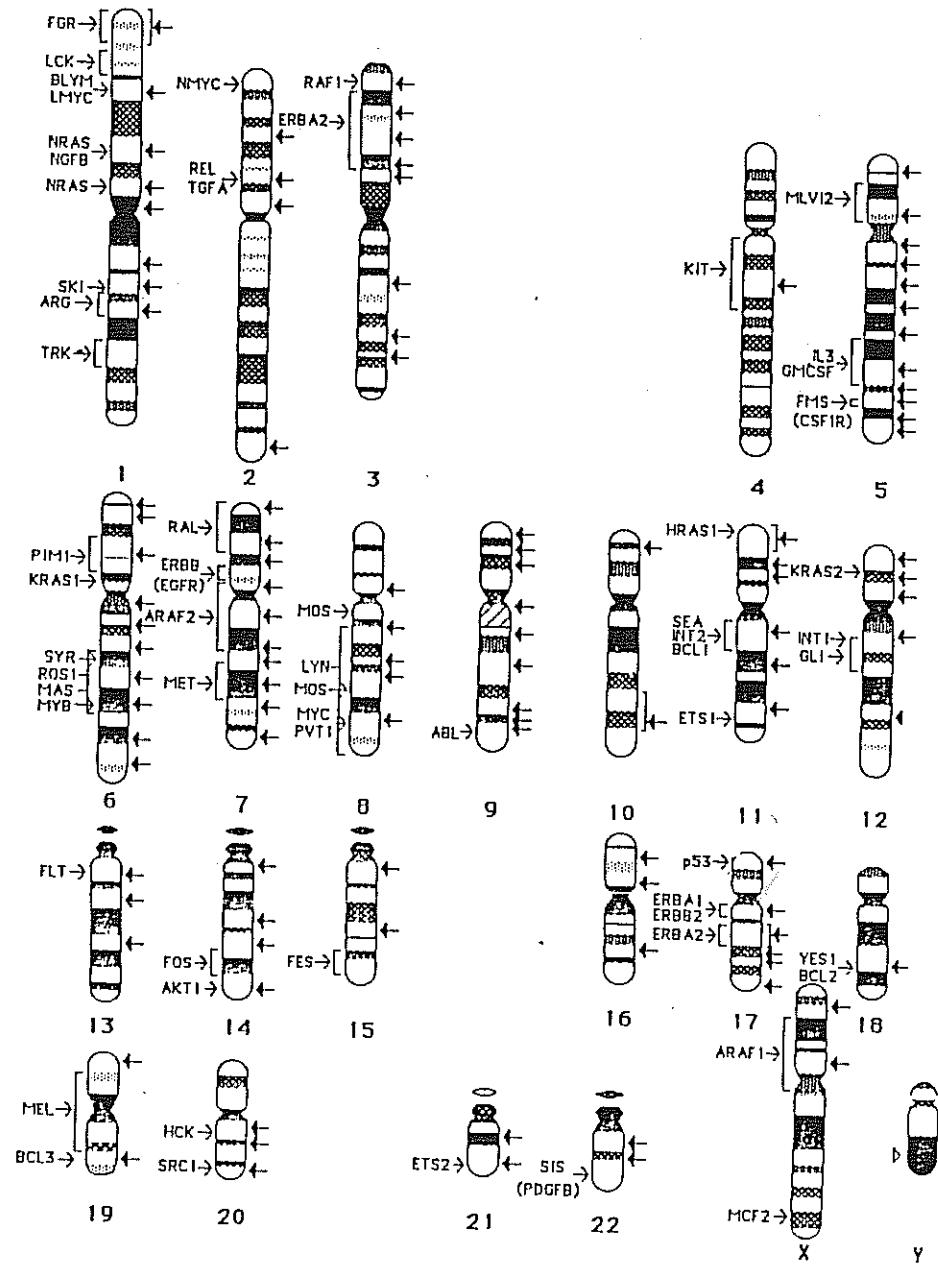 FGR
LCK
BLYM
LMYC
NRAS
NGFB
NRAS
SKI
ARG
TRK
1
NMYC
REL
TGFA
2
RAF1
ERBA2
3
KIT
4
MLVI2
IL3
GMCSF
FMS
(CSF1R)
5
PIM1
KRAS1
SYR
ROS1
MAS
MYB
6
RAL
ERBB
(EGFR)
ARAF2
MET
7
MOS
LYN
MOS
MYC
PVT1
8
ABL
9
10
HRAS1
SEA
INT2
BCL1
ETS1
11
KRAS2
INT1
GLI
12
FLT
13
FOS
AKT1
14
FES
15
16
p53
ERBA1
ERBB2
ERBA2
17
YES1
BCL2
18
MEL
BCL3
19
HCK
SRC1
20
ETS2
21
SIS
(PDGFB)
22
ARAF1
MCF2
X
Y